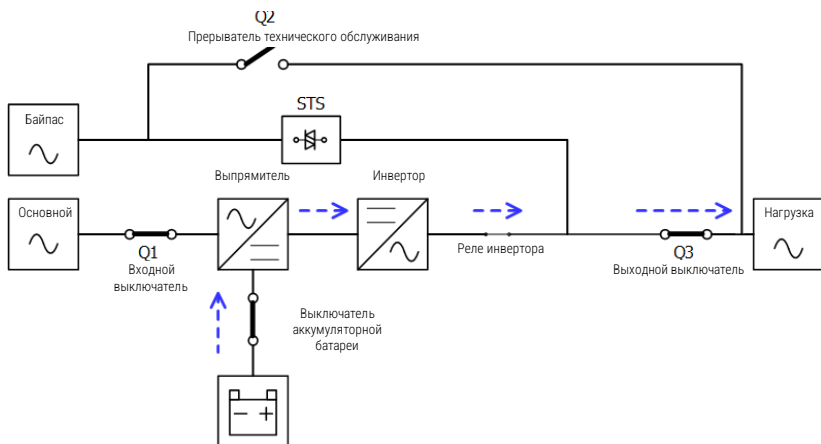 Q2
Прерыватель технического обслуживания
STS
Байпас
Выпрямитель
Инвертор
Основной
Нагрузка
Q1
Входной
выключатель
Реле инвертора
Q3
Выходной выключатель
Выключатель
аккумуляторной
батареи